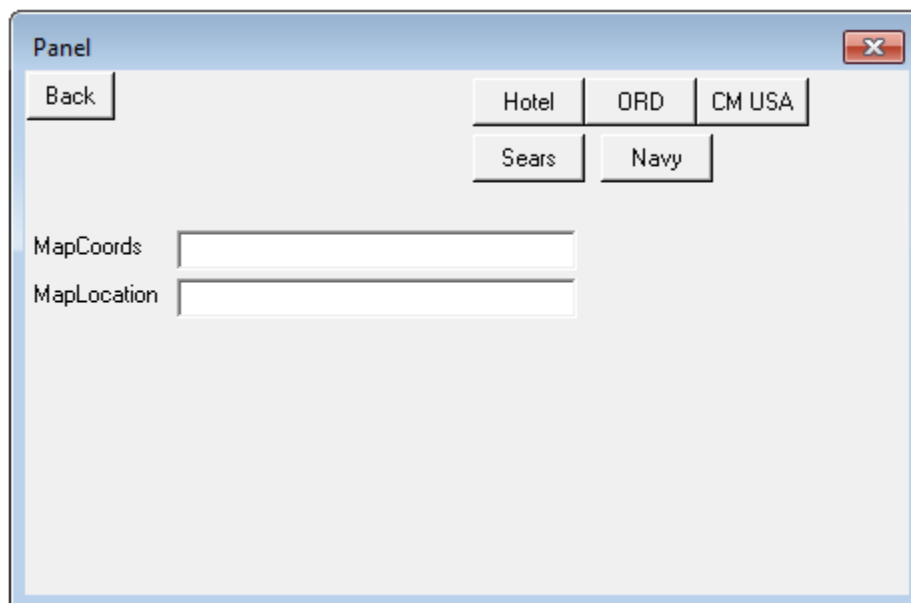 Panel
Back Hotel ORD CM USA
Sears Navy
MapCoords
MapLocation